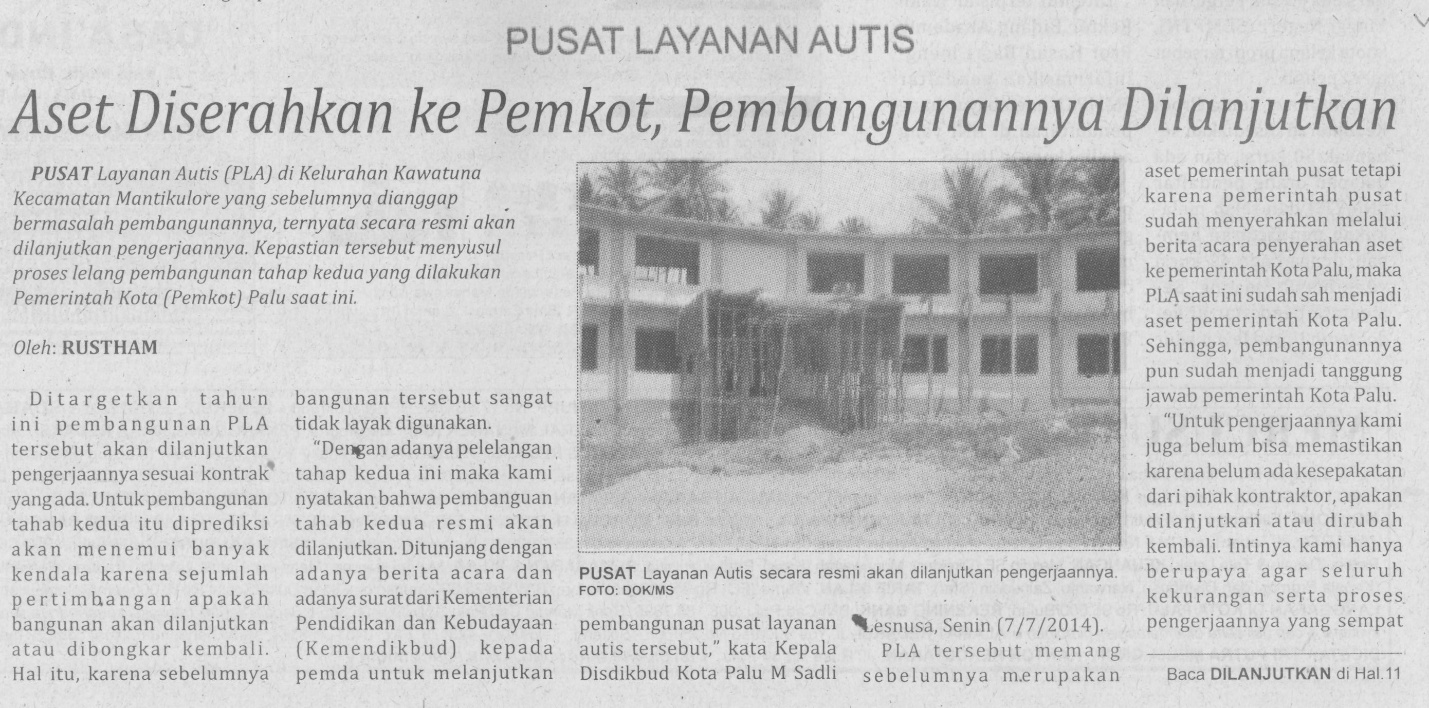 PUSAT LAYANAN AUTIS
Aset Diserahkan ke Pemkot, Pembangunannya Dilanjutkan
PUSAT Layanan Autis (PLA) di Kelurahan Kawatuna
Kecamatan Mantikulore yang sebelumnya dianggap
bermasalah pembangunannya, ternyata secara resmi akan
dilanjutkan pengerjaannya. Kepastian tersebut menyusul
proses lelang pembangunan tahap kedua yang dilakukan
Pemerintah Kota (Pemkot) Palu saat ini.
Oleh: RUSTHAM
Ditargetkan tahun
ini pembangunan PLA
tersebut akan dilanjutkan
pengerjaannya sesuai kontrak
yang ada. Untuk pembangunan
tahab kedua itu diprediksi
akan menemui banyak
kendala karena sejumlah
pertimbangan apakah
bangunan akan dilanjutkan
atau dibongkar kembali.
Hal itu, karena sebelumnya
bangunan tersebut sangat
tidak layak digunakan.
“Dengan adanya pelelangan
tahap kedua ini maka kami
nyatakan bahwa pembanguan
tahab kedua resmi akan
dilanjutkan. Ditunjang dengan
adanya berita acara dan
adanya surat dari Kementerian
Pendidikan dan Kebudayaan
(Kemendikbud) kepada
pemda untuk melanjutkan
PUSAT Layanan Autis secara resmi akan dilanjutkan pengerjaannya.
FOTO: DOK/MS
pembangunan pusat layanan
autis tersebut,” kata Kepala
Disdikbud Kota Palu M Sadli
Lesnusa, Senin (7/7/2014).
PLA tersebut memang
sebelumnya merupakan
aset pemerintah pusat tetapi
karena pemerintah pusat
sudah menyerahkan melalui
berita acara penyerahan aset
ke pemerintah Kota Palu, maka
PLA saat ini sudah sah menjadi
aset pemerintah Kota Palu.
Sehingga, pembangunannya
pun sudah menjadi tanggung
jawab pemerintah Kota Palu.
“Untuk pengerjaannya kami
juga belum bisa memastikan
karena belum ada kesepakatan
dari pihak kontraktor, apakan
dilanjutkan atau dirubah
kembali. Intinya kami hanya
berupaya agar seluruh
kekurangan serta proses
pengerjaannya yang sempat
Baca DILANJUTKAN di Hal.11